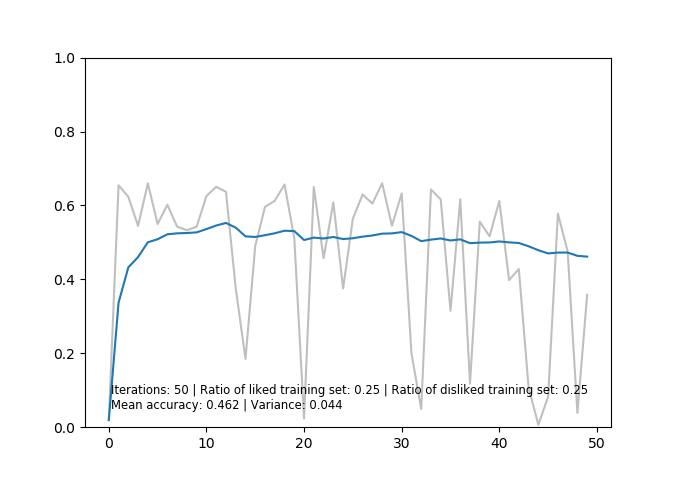 1.0
0.8
0.6
0.4
0.2
0.0
Iterations: 50 | Ratio of liked training set: 0.25 | Ratio of disliked training set: 0.25
Mean accuracy: 0.462 | Variance: 0.044
0 10 20 30 40 50